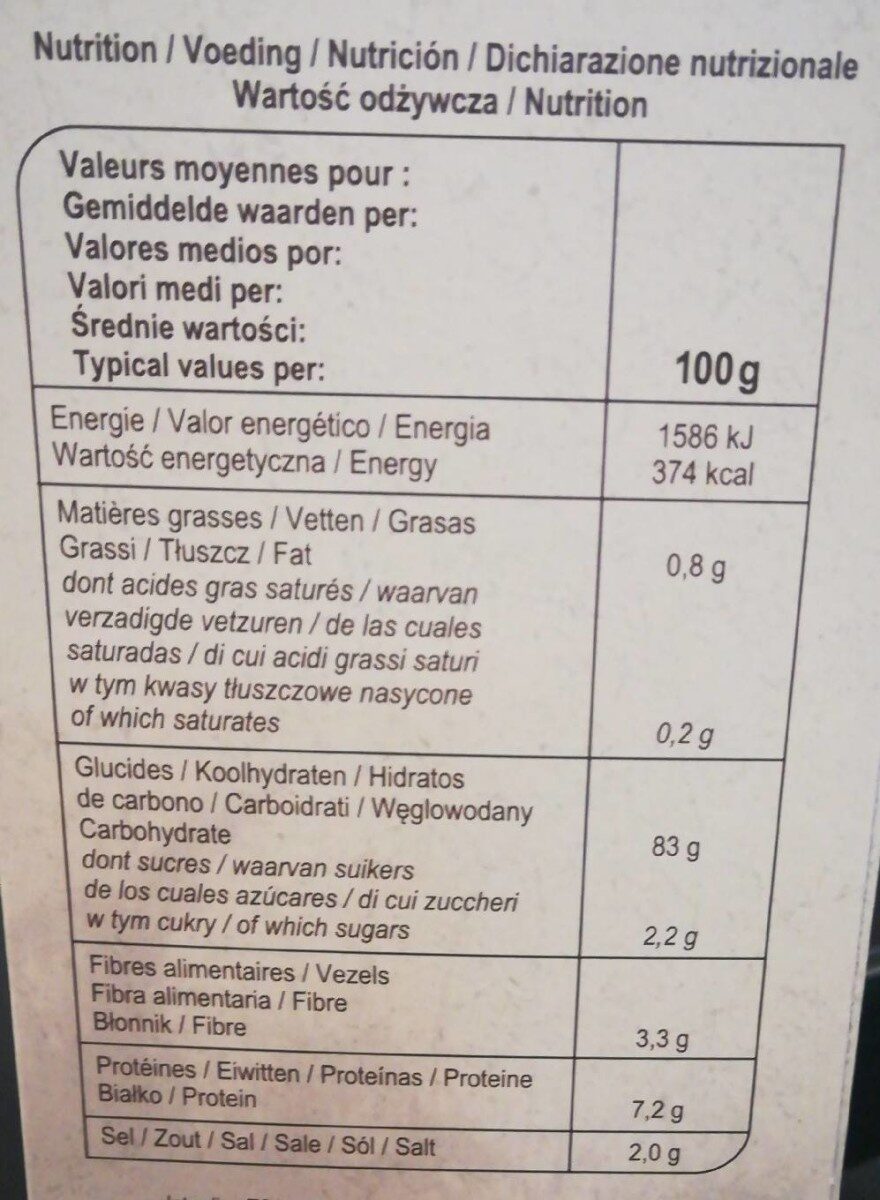 Nutrition / Voeding / Nutrición / Dichiarazione nutrizionale
Wartość odżywcza / Nutrition
Valeurs moyennes pour :
Gemiddelde waarden per:
Valores medios por:
Valori medi per:
Średnie wartości:
Typical values per: 100 g
Energie / Valor energético / Energia 1586 kJ
Wartość energetyczna / Energy 374 kcal
Matières grasses / Vetten / Grasas
Grassi / Tłuszcz / Fat 0,8 g
dont acides gras saturés / waarvan
verzadigde vetzuren / de las cuales
saturadas / di cui acidi grassi saturi
w tym kwasy tłuszczowe nasycone
of which saturates 0,2 g
Glucides / Koolhydraten / Hidratos
de carbono / Carboidrati / Węglowodany
Carbohydrate 83 g
dont sucres / waarvan suikers
de los cuales azúcares / di cui zuccheri
w tym cukry / of which sugars 2,2 g
Fibres alimentaires / Vezels
Fibra alimentaria / Fibre
Błonnik / Fibre 3,3 g
Protéines / Eiwitten / Proteínas / Proteine
Białko / Protein 7,2 g
Sel / Zout / Sal / Sale / Sól / Salt 2,0 g